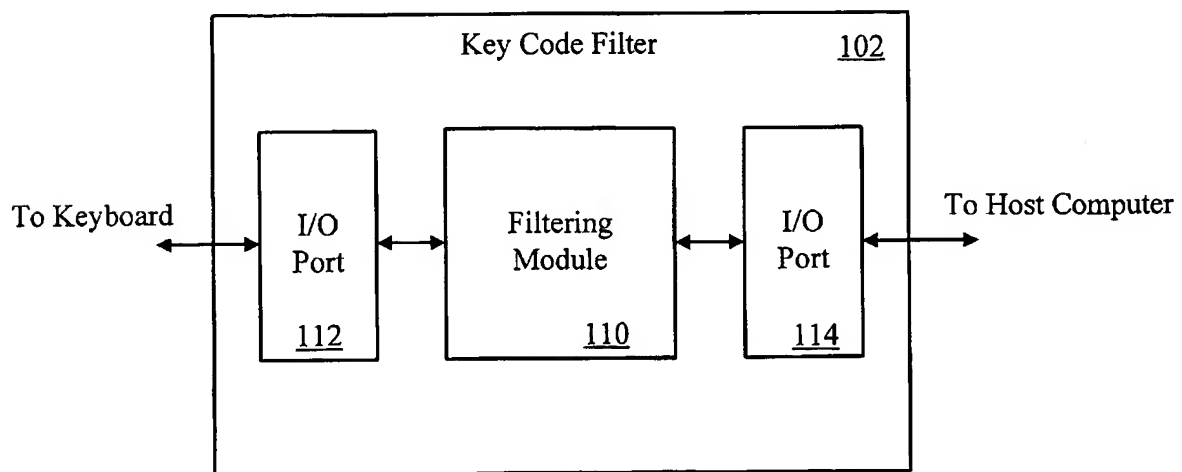 Key Code Filter
102
To Keyboard
I/O
Port
112
Filtering
Module
110
I/O
Port
114
To Host Computer